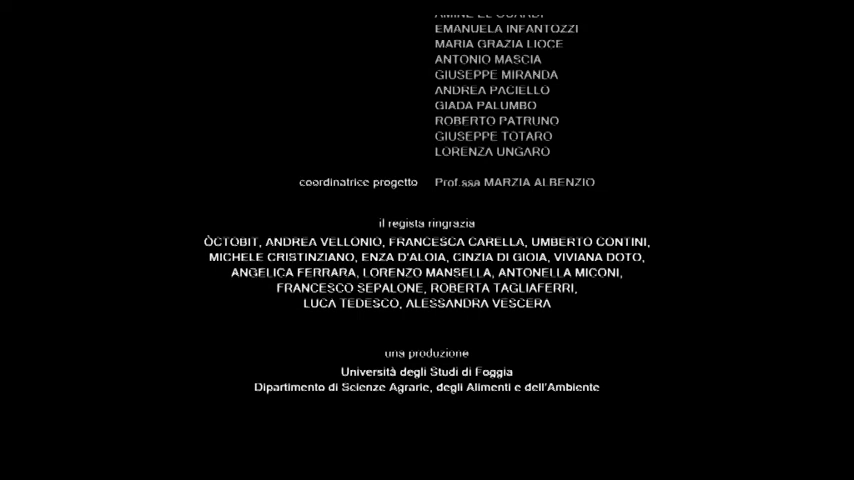 EMANUELA INFANTOZZI
MARIA GRAZIA LIOCE
ANTONIO MASCIA
GIUSEPPE MIRANDA
ANDREA PACIELLO
GIADA PALUMBO
ROBERTO PATRUNO
GIUSEPPE TOTARO
LORENZA UNGARO
coordinatrice progetto Prof.ssa MARZIA ALBENZIO
il regista ringrazia
ÒCTOBIT, ANDREA VELLONIO, FRANCESCA CARELLA, UMBERTO CONTINI,
MICHELE CRISTINZIANO, ENZA D'ALOIA, CINZIA DI GIOIA, VIVIANA DOTO,
ANGELICA FERRARA, LORENZO MANSELLA, ANTONELLA MICONI,
FRANCESCO SEPALONE, ROBERTA TAGLIAFERRI,
LUCA TEDESCO, ALESSANDRA VESCERA
una produzione
Università degli Studi di Foggia
Dipartimento di Scienze Agrarie, degli Alimenti e dell'Ambiente